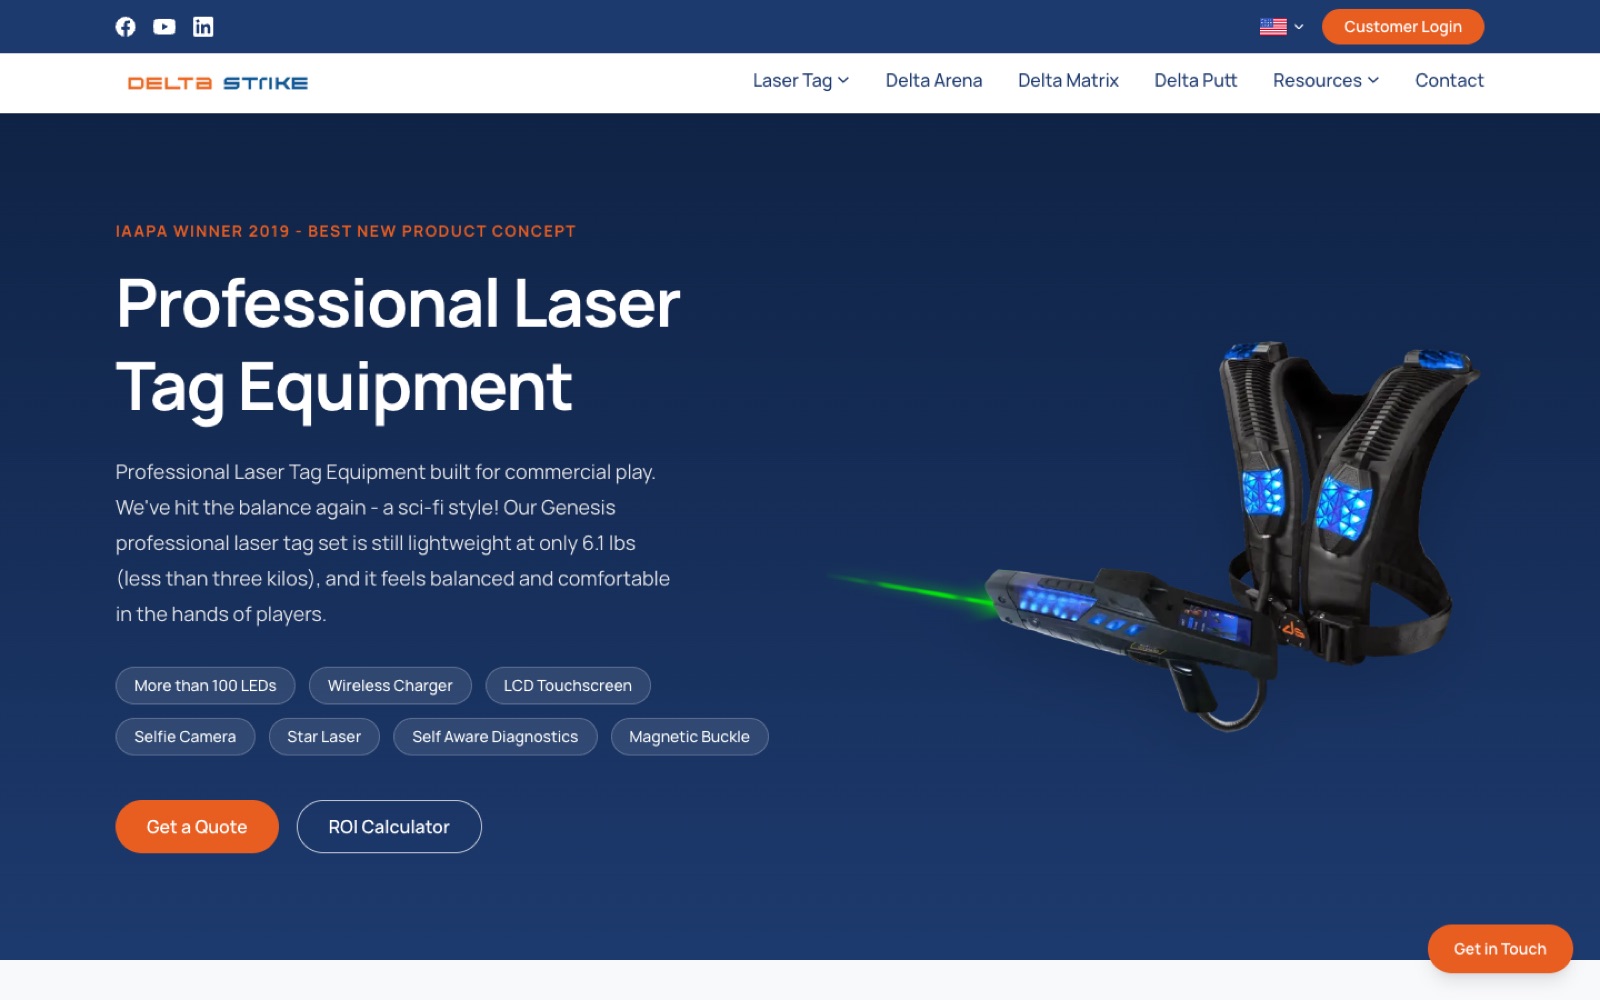 Customer Login
DELTA STRIKE
Laser Tag
Delta Arena
Delta Matrix
Delta Putt
Resources
Contact
IAAPA WINNER 2019 - BEST NEW PRODUCT CONCEPT
Professional Laser
Tag Equipment
Professional Laser Tag Equipment built for commercial play.
We've hit the balance again - a sci-fi style! Our Genesis
professional laser tag set is still lightweight at only 6.1 lbs
(less than three kilos), and it feels balanced and comfortable
in the hands of players.
More than 100 LEDs
Wireless Charger
LCD Touchscreen
Selfie Camera
Star Laser
Self Aware Diagnostics
Magnetic Buckle
Get a Quote
ROI Calculator
ds
Get in Touch